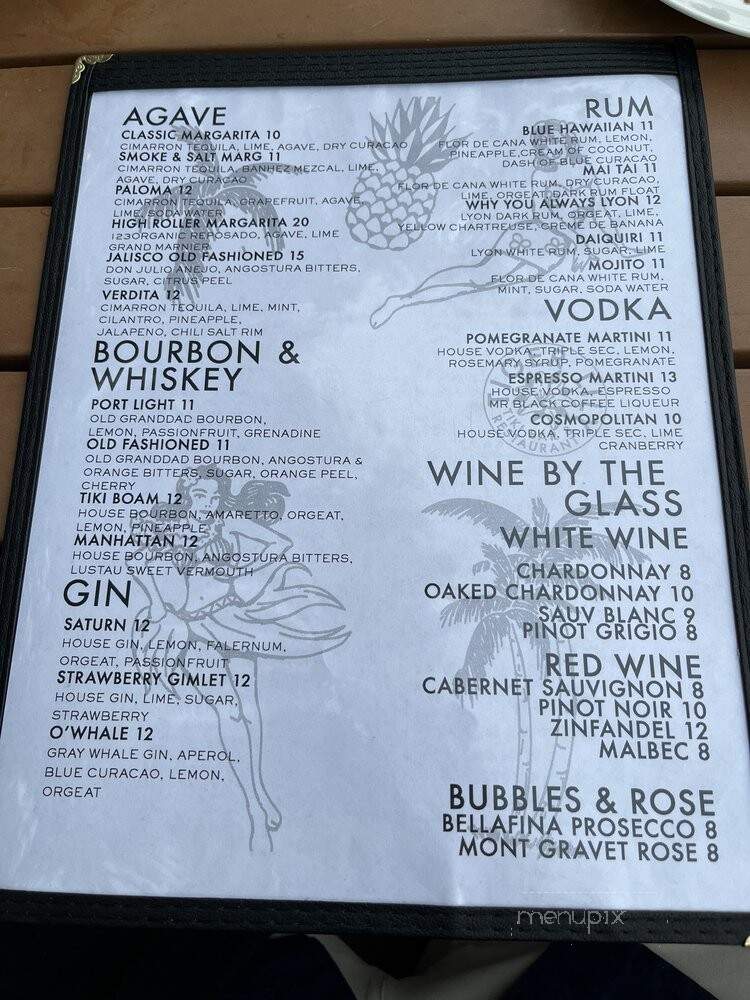 AGAVE
CLASSIC MARGARITA 10
CIMARRON TEQUILA, LIME, AGAVE, DRY CURACAO
SMOKE & SALT MARG 11
CIMARRON TEQUILA, BANHEZ MEZCAL, LIME,
AGAVE, DRY CURACAO
PALOMA 12
CIMARRON TEQUILA, GRAPEFRUIT, AGAVE,
LIME, SODA WATER
HIGH ROLLER MARGARITA 20
123ORGANIC REPOSADO, AGAVE, LIME
GRAND MARNIER
JALISCO OLD FASHIONED 15
DON JULIO ANEJO, ANGOSTURA BITTERS,
SUGAR, CITRUS PEEL
VERDITA 12
CIMARRON TEQUILA, LIME, MINT,
CILANTRO, PINEAPPLE,
JALAPENO, CHILI SALT RIM
BOURBON &
WHISKEY
PORT LIGHT 11
OLD GRANDDAD BOURBON,
LEMON, PASSIONFRUIT, GRENADINE
OLD FASHIONED 11
OLD GRANDDAD BOURBON, ANGOSTURA &
ORANGE BITTERS, SUGAR, ORANGE PEEL,
CHERRY
TIKI BOAM 12
HOUSE BOURBON, AMARETTO, ORGEAT,
LEMON, PINEAPPLE
MANHATTAN 12
HOUSE BOURBON, ANGOSTURA BITTERS,
LUSTAU SWEET VERMOUTH
GIN
SATURN 12
HOUSE GIN, LEMON, FALERNUM,
ORGEAT, PASSIONFRUIT
STRAWBERRY GIMLET 12
HOUSE GIN, LIME, SUGAR,
STRAWBERRY
O'WHALE 12
GRAY WHALE GIN, APEROL,
BLUE CURACAO, LEMON,
ORGEAT
RUM
BLUE HAWAIIAN 11
FLOR DE CANA WHITE RUM, LEMON,
PINEAPPLE, CREAM OF COCONUT,
DASH OF BLUE CURACAO
MAI TAI 11
FLOR DE CANA WHITE RUM, DRY CURACAO,
LIME, ORGEAT, DARK RUM FLOAT
WHY YOU ALWAYS LYON 12
LYON DARK RUM, ORGEAT, LIME,
YELLOW CHARTREUSE, CREME DE BANANA
DAIQUIRI 11
LYON WHITE RUM, SUGAR, LIME
MOJITO 11
FLOR DE CANA WHITE RUM,
MINT, SUGAR, SODA WATER
VODKA
POMEGRANATE MARTINI 11
HOUSE VODKA, TRIPLE SEC, LEMON,
ROSEMARY SYRUP, POMEGRANATE
ESPRESSO MARTINI 13
HOUSE VODKA, ESPRESSO
MR BLACK COFFEE LIQUEUR
COSMOPOLITAN 10
HOUSE VODKA, TRIPLE SEC, LIME
CRANBERRY
RESTAURANT
WINE BY THE
GLASS
WHITE WINE
CHARDONNAY 8
OAKED CHARDONNAY 10
SAUV BLANC 9
PINOT GRIGIO 8
RED WINE
CABERNET SAUVIGNON 8
PINOT NOIR 10
ZINFANDEL 12
MALBEC 8
BUBBLES & ROSE
BELLAFINA PROSECCO 8
MONT GRAVET ROSE 8
menupix